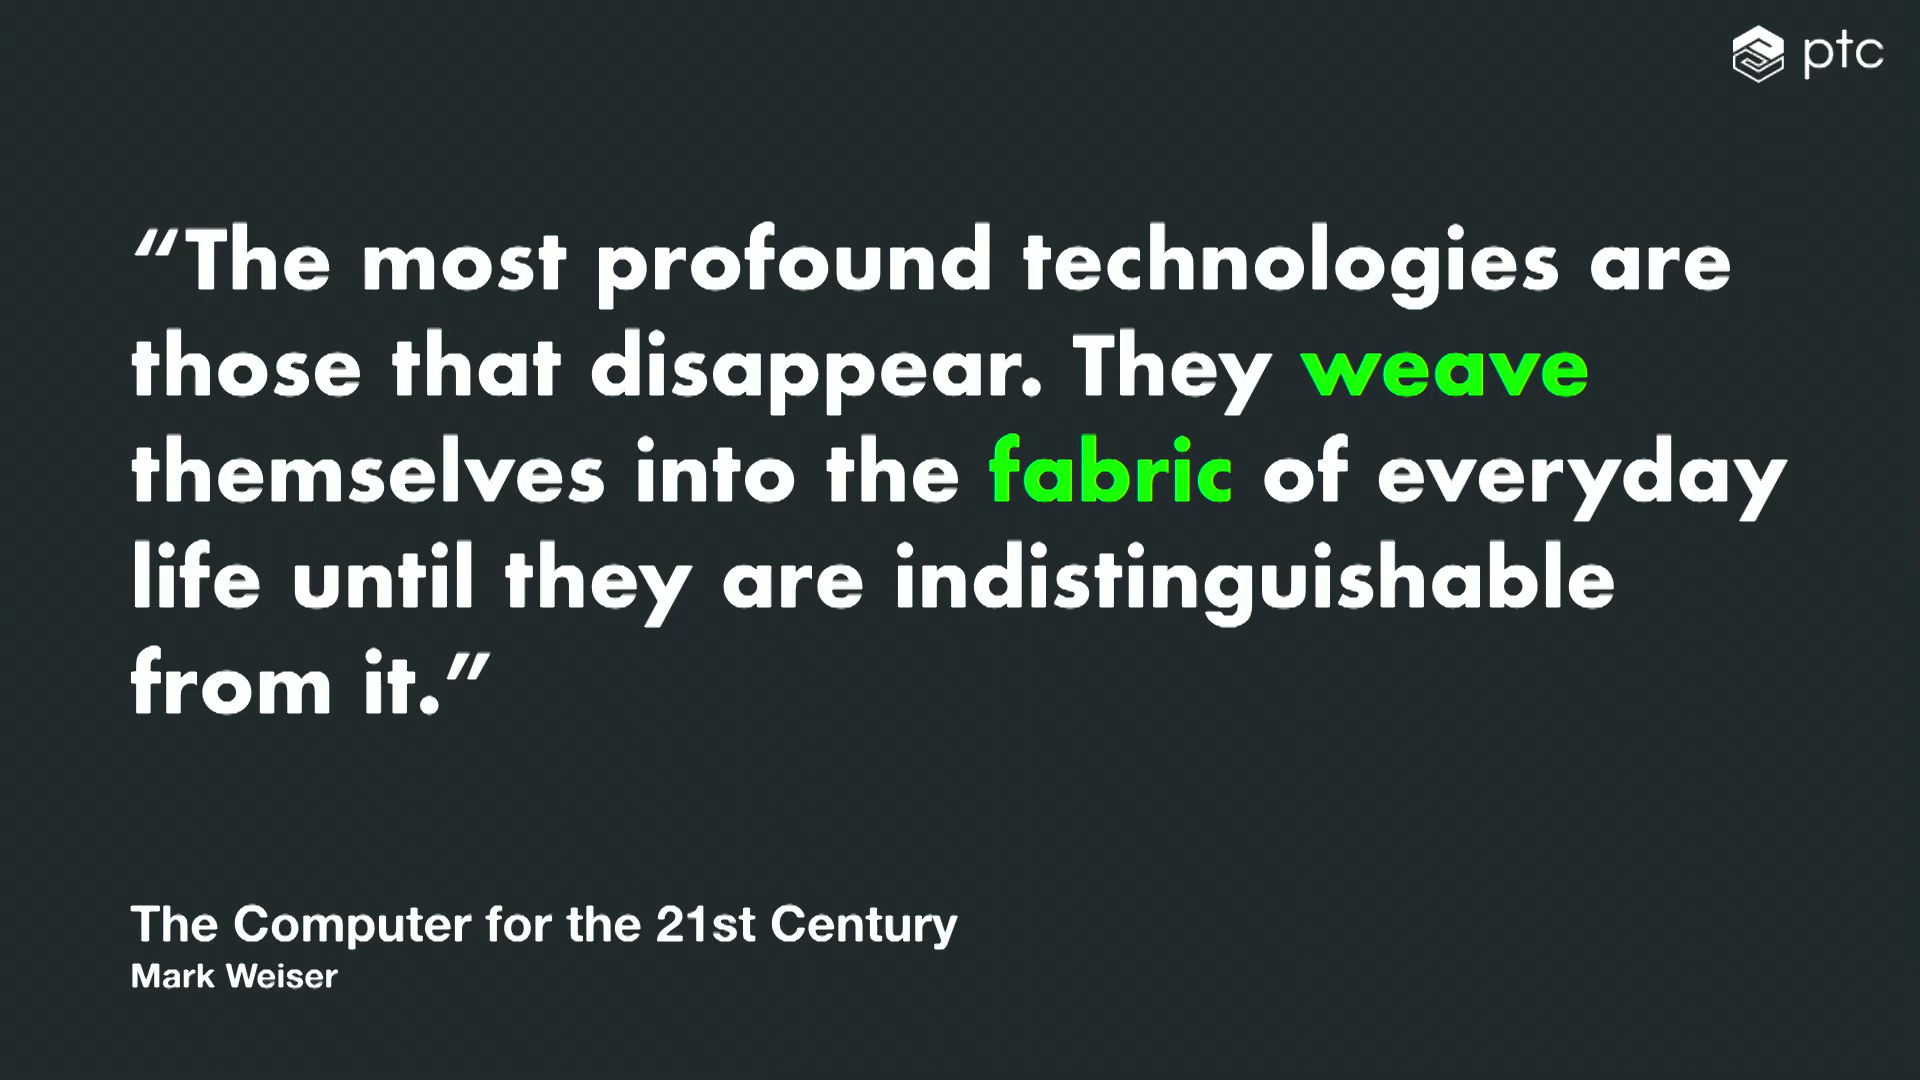 ptc
“The most profound technologies are
those that disappear. They weave
themselves into the fabric of everyday
life until they are indistinguishable
from it.”
The Computer for the 21st Century
Mark Weiser